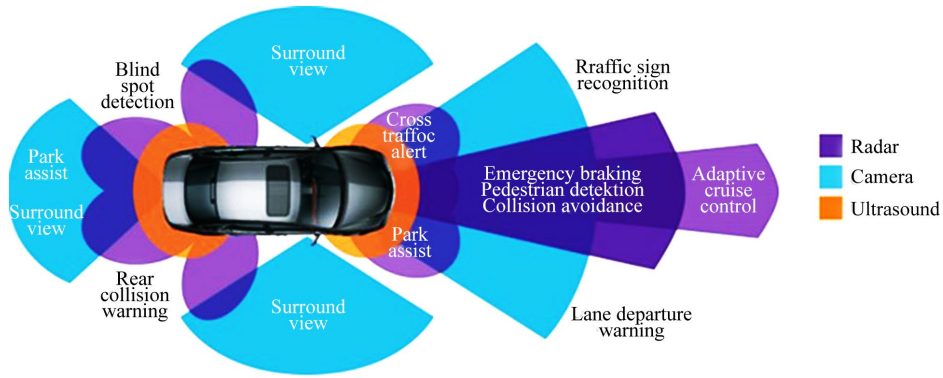 Surround
view
Blind
spot
detection
Rraffic sign
recognition
Cross
traffoc
alert
Park
assist
Surround
view
Emergency braking
Pedestrian detektion
Collision avoidance
Adaptive
cruise
control
Radar
Camera
Ultrasound
Park
assist
Rear
collision
warning
Surround
view
Lane departure
warning